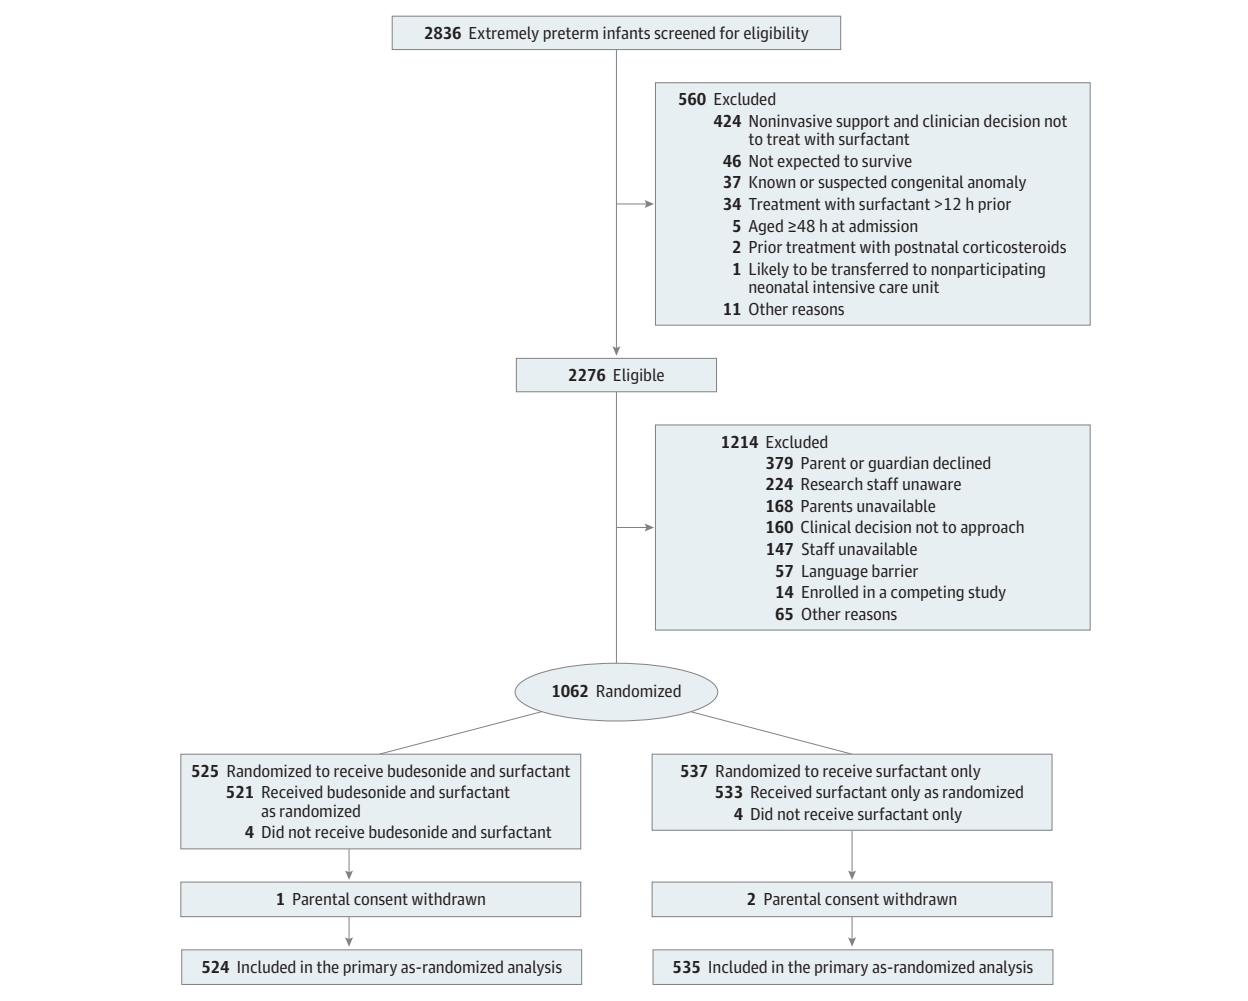 2836 Extremely preterm infants screened for eligibility
560 Excluded
424 Noninvasive support and clinician decision not
to treat with surfactant
46 Not expected to survive
37 Known or suspected congenital anomaly
34 Treatment with surfactant >12 h prior
5 Aged ≥48 h at admission
2 Prior treatment with postnatal corticosteroids
1 Likely to be transferred to nonparticipating
neonatal intensive care unit
11 Other reasons
2276 Eligible
1214 Excluded
379 Parent or guardian declined
224 Research staff unaware
168 Parents unavailable
160 Clinical decision not to approach
147 Staff unavailable
57 Language barrier
14 Enrolled in a competing study
65 Other reasons
1062 Randomized
525 Randomized to receive budesonide and surfactant
521 Received budesonide and surfactant
as randomized
4 Did not receive budesonide and surfactant
537 Randomized to receive surfactant only
533 Received surfactant only as randomized
4 Did not receive surfactant only
1 Parental consent withdrawn
2 Parental consent withdrawn
524 Included in the primary as-randomized analysis
535 Included in the primary as-randomized analysis